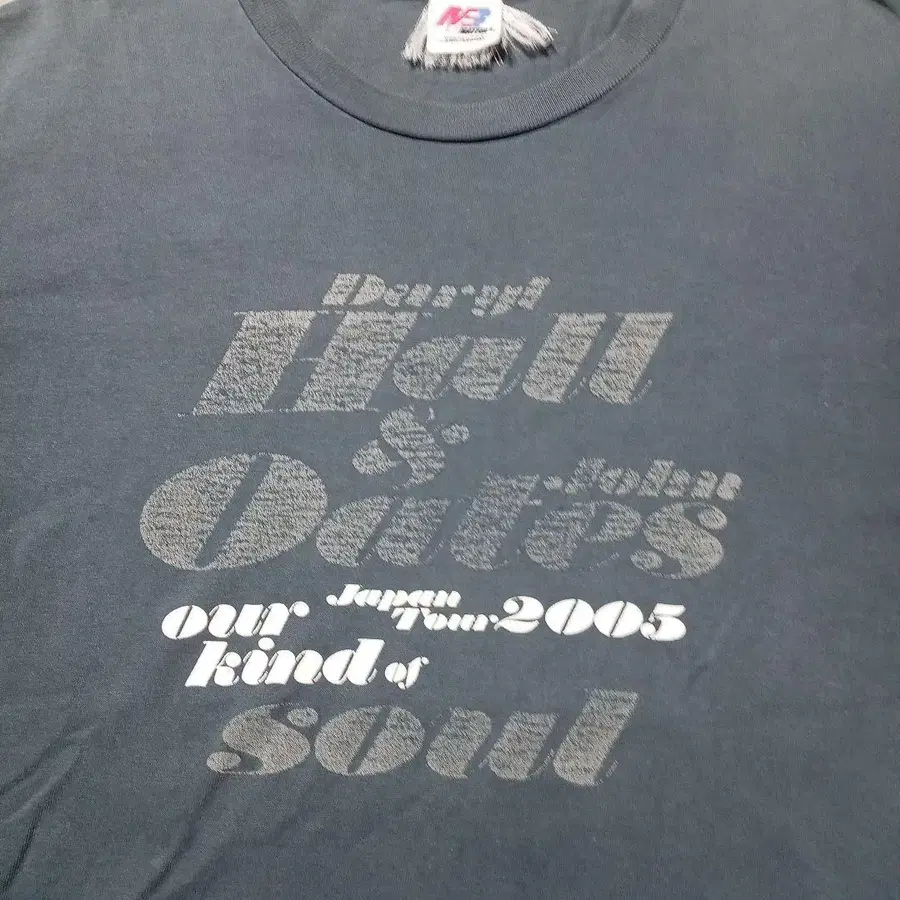 Daryl
Hall
&
John
Oates
Japan
Tour 2005
our
kind of
soul